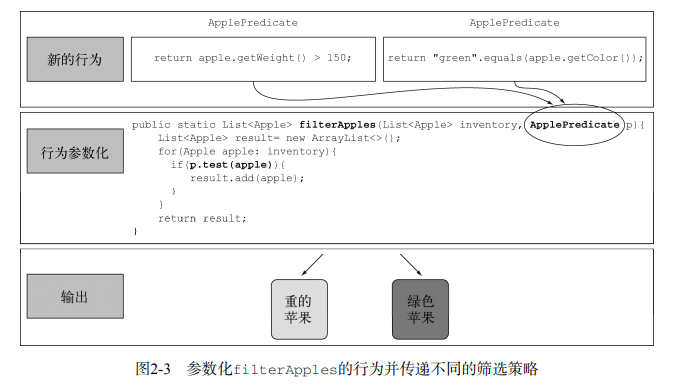 ApplePredicate
ApplePredicate
新的行为
return apple.getWeight() > 150;
return "green".equals(apple.getColor());
行为参数化
public static List<Apple> filterApples(List<Apple> inventory, ApplePredicate p){
List<Apple> result= new ArrayList<>();
for(Apple apple: inventory){
if(p.test(apple)){
result.add(apple);
}
}
return result;
}
输出
重的
苹果
绿色
苹果
图2-3 参数化filterApples的行为并传递不同的筛选策略